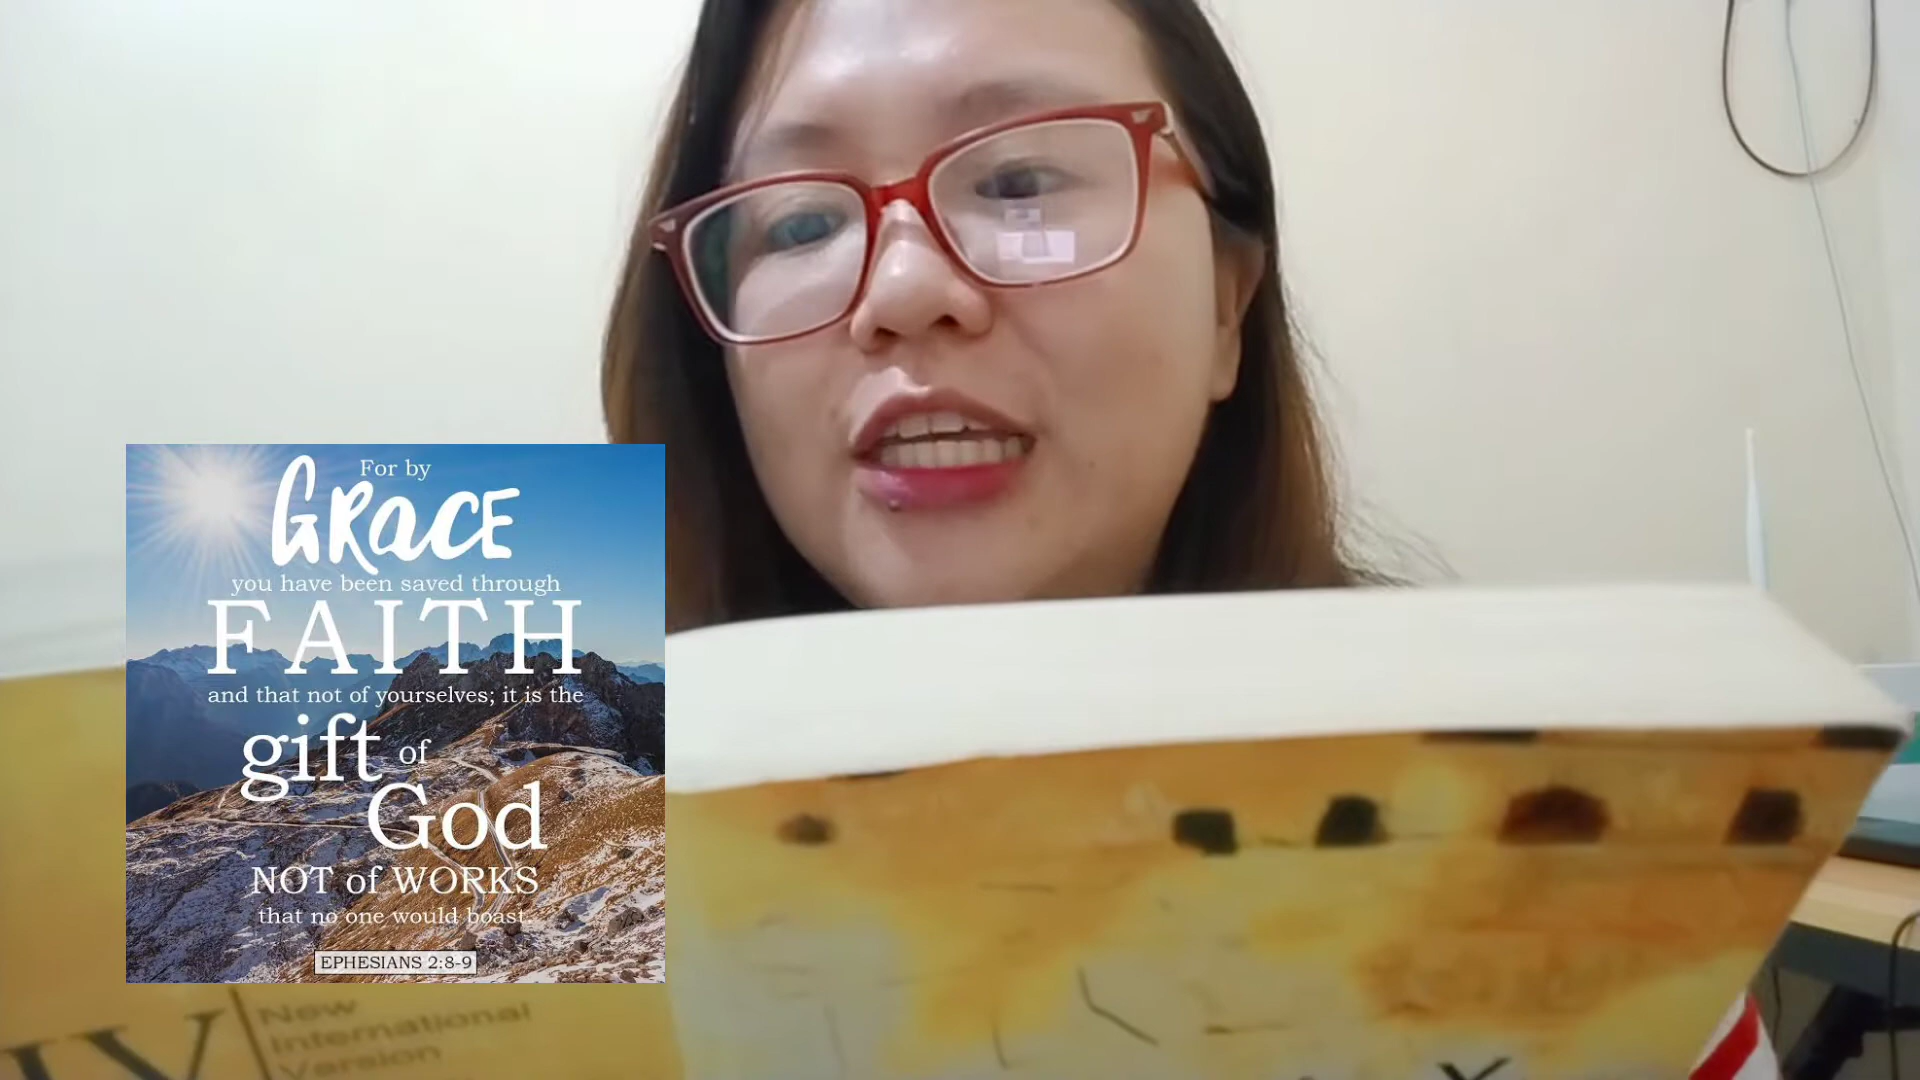 For by
GRaCE
you have been saved through
FAITH
and that not of yourselves; it is the
gift of
God
NOT of WORKS
that no one would boast.
EPHESIANS 2:8-9
New
International
Version